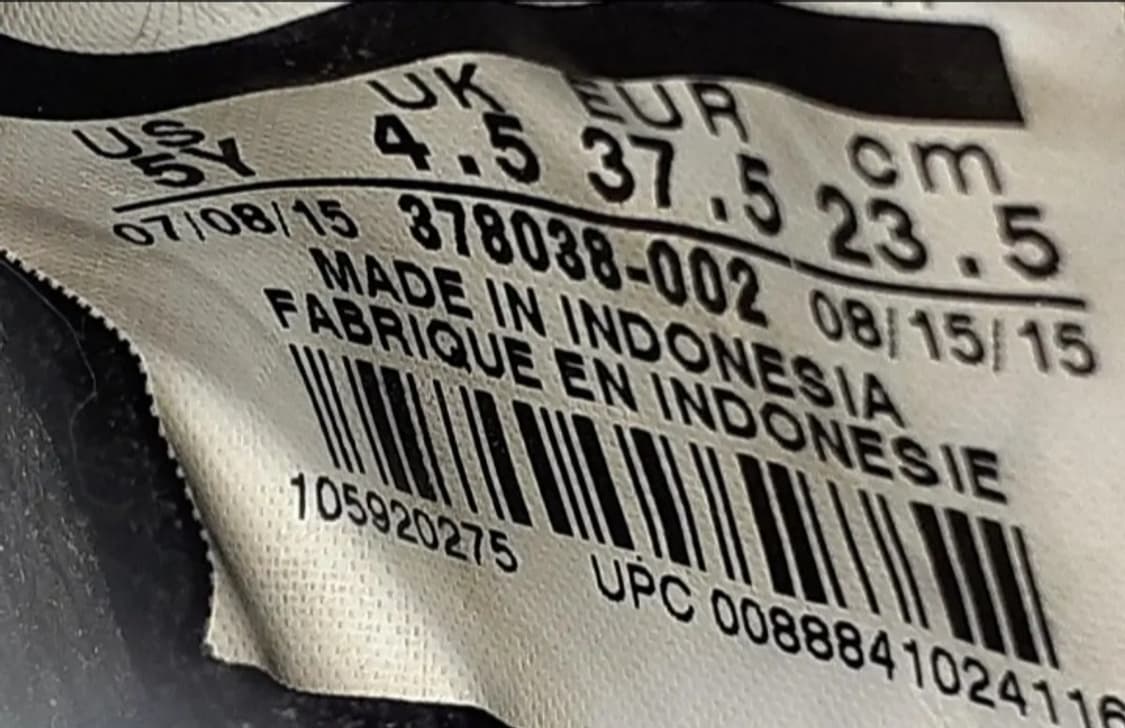 US UK EUR cm
5Y 4.5 37.5 23.5
07/08/15 378038-002 08/15/15
MADE IN INDONESIA
FABRIQUE EN INDONESIE
105920275 UPC 0088841024116